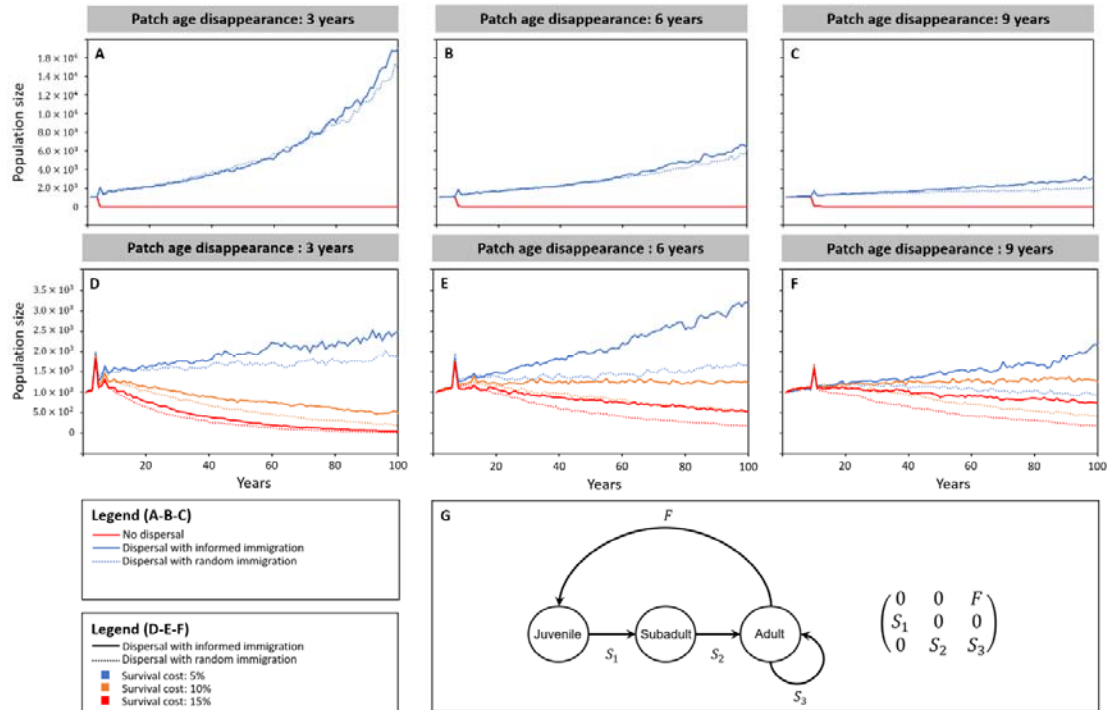 Patch age disappearance: 3 years
Patch age disappearance: 6 years
Patch age disappearance: 9 years
A
B
C
Population size
1.8 × 10⁴
1.4 × 10⁴
1.2 × 10⁴
1.0 × 10⁴
8.0 × 10³
6.0 × 10³
4.0 × 10³
2.0 × 10³
0
Patch age disappearance : 3 years
Patch age disappearance : 6 years
Patch age disappearance : 9 years
D
E
F
Population size
3.5 × 10³
3.0 × 10³
2.5 × 10³
2.0 × 10³
1.5 × 10³
1.0 × 10³
5.0 × 10²
0
20 40 60 80 100
20 40 60 80 100
20 40 60 80 100
Years
Years
Years
Legend (A-B-C)
No dispersal
Dispersal with informed immigration
Dispersal with random immigration
Legend (D-E-F)
Dispersal with informed immigration
Dispersal with random immigration
Survival cost: 5%
Survival cost: 10%
Survival cost: 15%
G
F
Juvenile
Subadult
Adult
S₁
S₂
S₃
0 0 F
S₁ 0 0
0 S₂ S₃